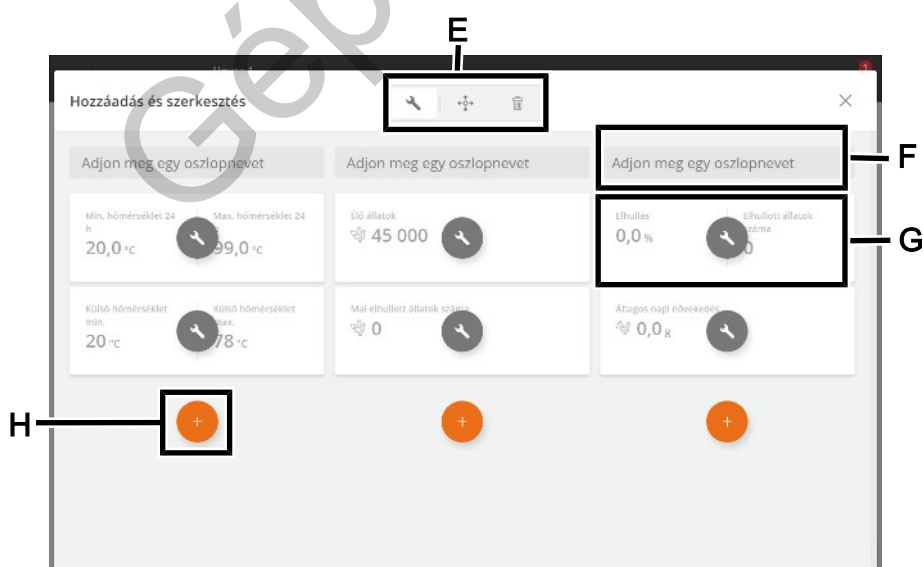 E
Hozzáadás és szerkesztés
Adjon meg egy oszlopnevet
Adjon meg egy oszlopnevet
Adjon meg egy oszlopnevet
F
Min. hőmérséklet 24 h
20,0 °C
Max. hőmérséklet 24
99,0 °C
Élő állatok
45 000
Elhullás
0,0 %
Elhullott állatok száma
0
G
Külső hőmérséklet min.
20 °C
Külső hőmérséklet max.
78 °C
Mai elhullott állatok száma
0
Átlagos napi növekedés
0,0 g
H
Gép